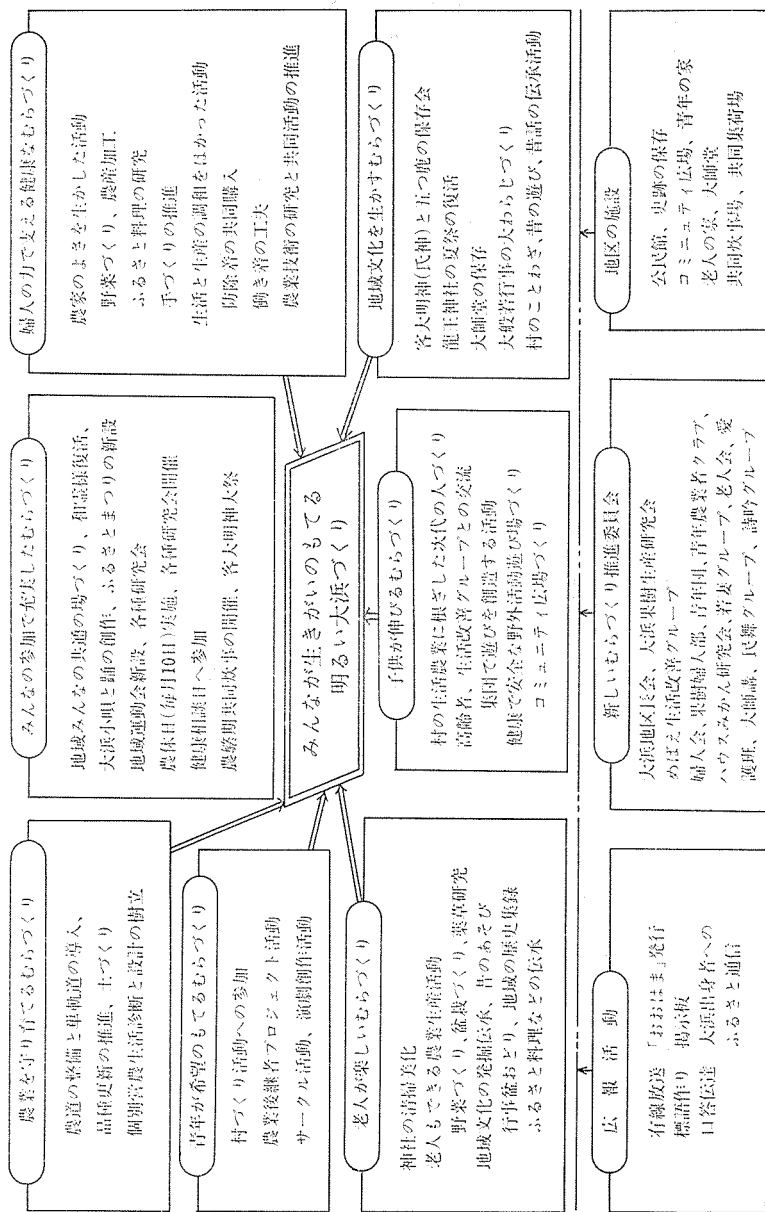 農業を守り育てるむらづくり
農道の整備と単軌道の導入、
品種更新の推進、土づくり
個別営農生活診断と設計の樹立
みんなの参加で充実したむらづくり
地域みんなの共通の場づくり、和霊様復活、
大浜小唄と踊の創作、ふるさとまつりの新設
地域運動会新設、各種研究会
農休日(毎月10日)実施、各種研究会開催
健康相談日へ参加
農繁期共同炊事の開催、客大明神大祭
婦人の力で支える健康なむらづくり
農家のよさを生かした活動
野菜づくり、農産加工
ふるさと料理の研究
手づくりの推進
生活と生産の調和をはかった活動
防除着の共同購入
働き着の工夫
農業技術の研究と共同活動の推進
青年が希望のもてるむらづくり
村づくり活動への参加
農業後継者プロジェクト活動
サークル活動、演劇創作活動
みんなが生きがいのもてる
明るい大浜づくり
地域文化を生かすむらづくり
客大明神(氏神)と五つ鹿の保存会
龍王神社の夏祭の復活
大師堂の保存
大般若行事の大わらじづくり
村のことわざ、昔の遊び、昔話の伝承活動
老人が楽しいむらづくり
神社の清掃美化
老人もできる農業生産活動
野菜づくり、盆栽づくり、薬草研究
地域文化の発掘伝承、昔のあそび
行事盆おどり、地域の歴史集録
ふるさと料理などの伝承
子供が伸びるむらづくり
村の生活農業に根ざした次代の人づくり
高齢者、生活改善グループとの交流
集団で遊びを創造する活動
健康で安全な野外活動遊び場づくり
コミュニティ広場づくり
広報活動
有線放送 「おおはま」発行
標語作り 掲示板
口答伝達 大浜出身者への
ふるさと通信
新しいむらづくり推進委員会
大浜地区長会、大浜果樹生産研究会
めばえ生活改善グループ
婦人会、果樹婦人部、青年団、青年農業者クラブ、
ハウスみかん研究会、若妻グループ、老人会、愛
護班、大師講、民舞グループ、詩吟グループ
地区の施設
公民館、史跡の保存
コミニュティ広場、青年の家
老人の家、大師堂
共同炊事場、共同集荷場